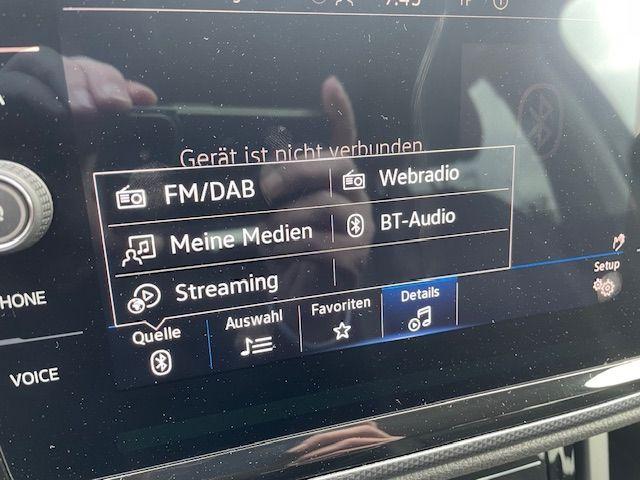 Gerät ist nicht verbunden
FM/DAB
Webradio
Meine Medien
BT-Audio
Streaming
Quelle
Auswahl
Favoriten
Details
Setup
PHONE
VOICE